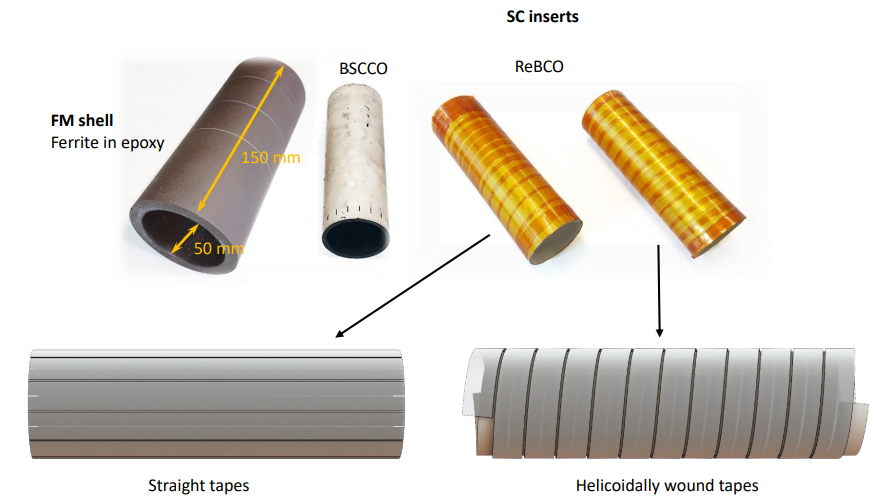 SC inserts
BSCCO
ReBCO
FM shell
Ferrite in epoxy
150 mm
50 mm
Straight tapes
Helicoidally wound tapes